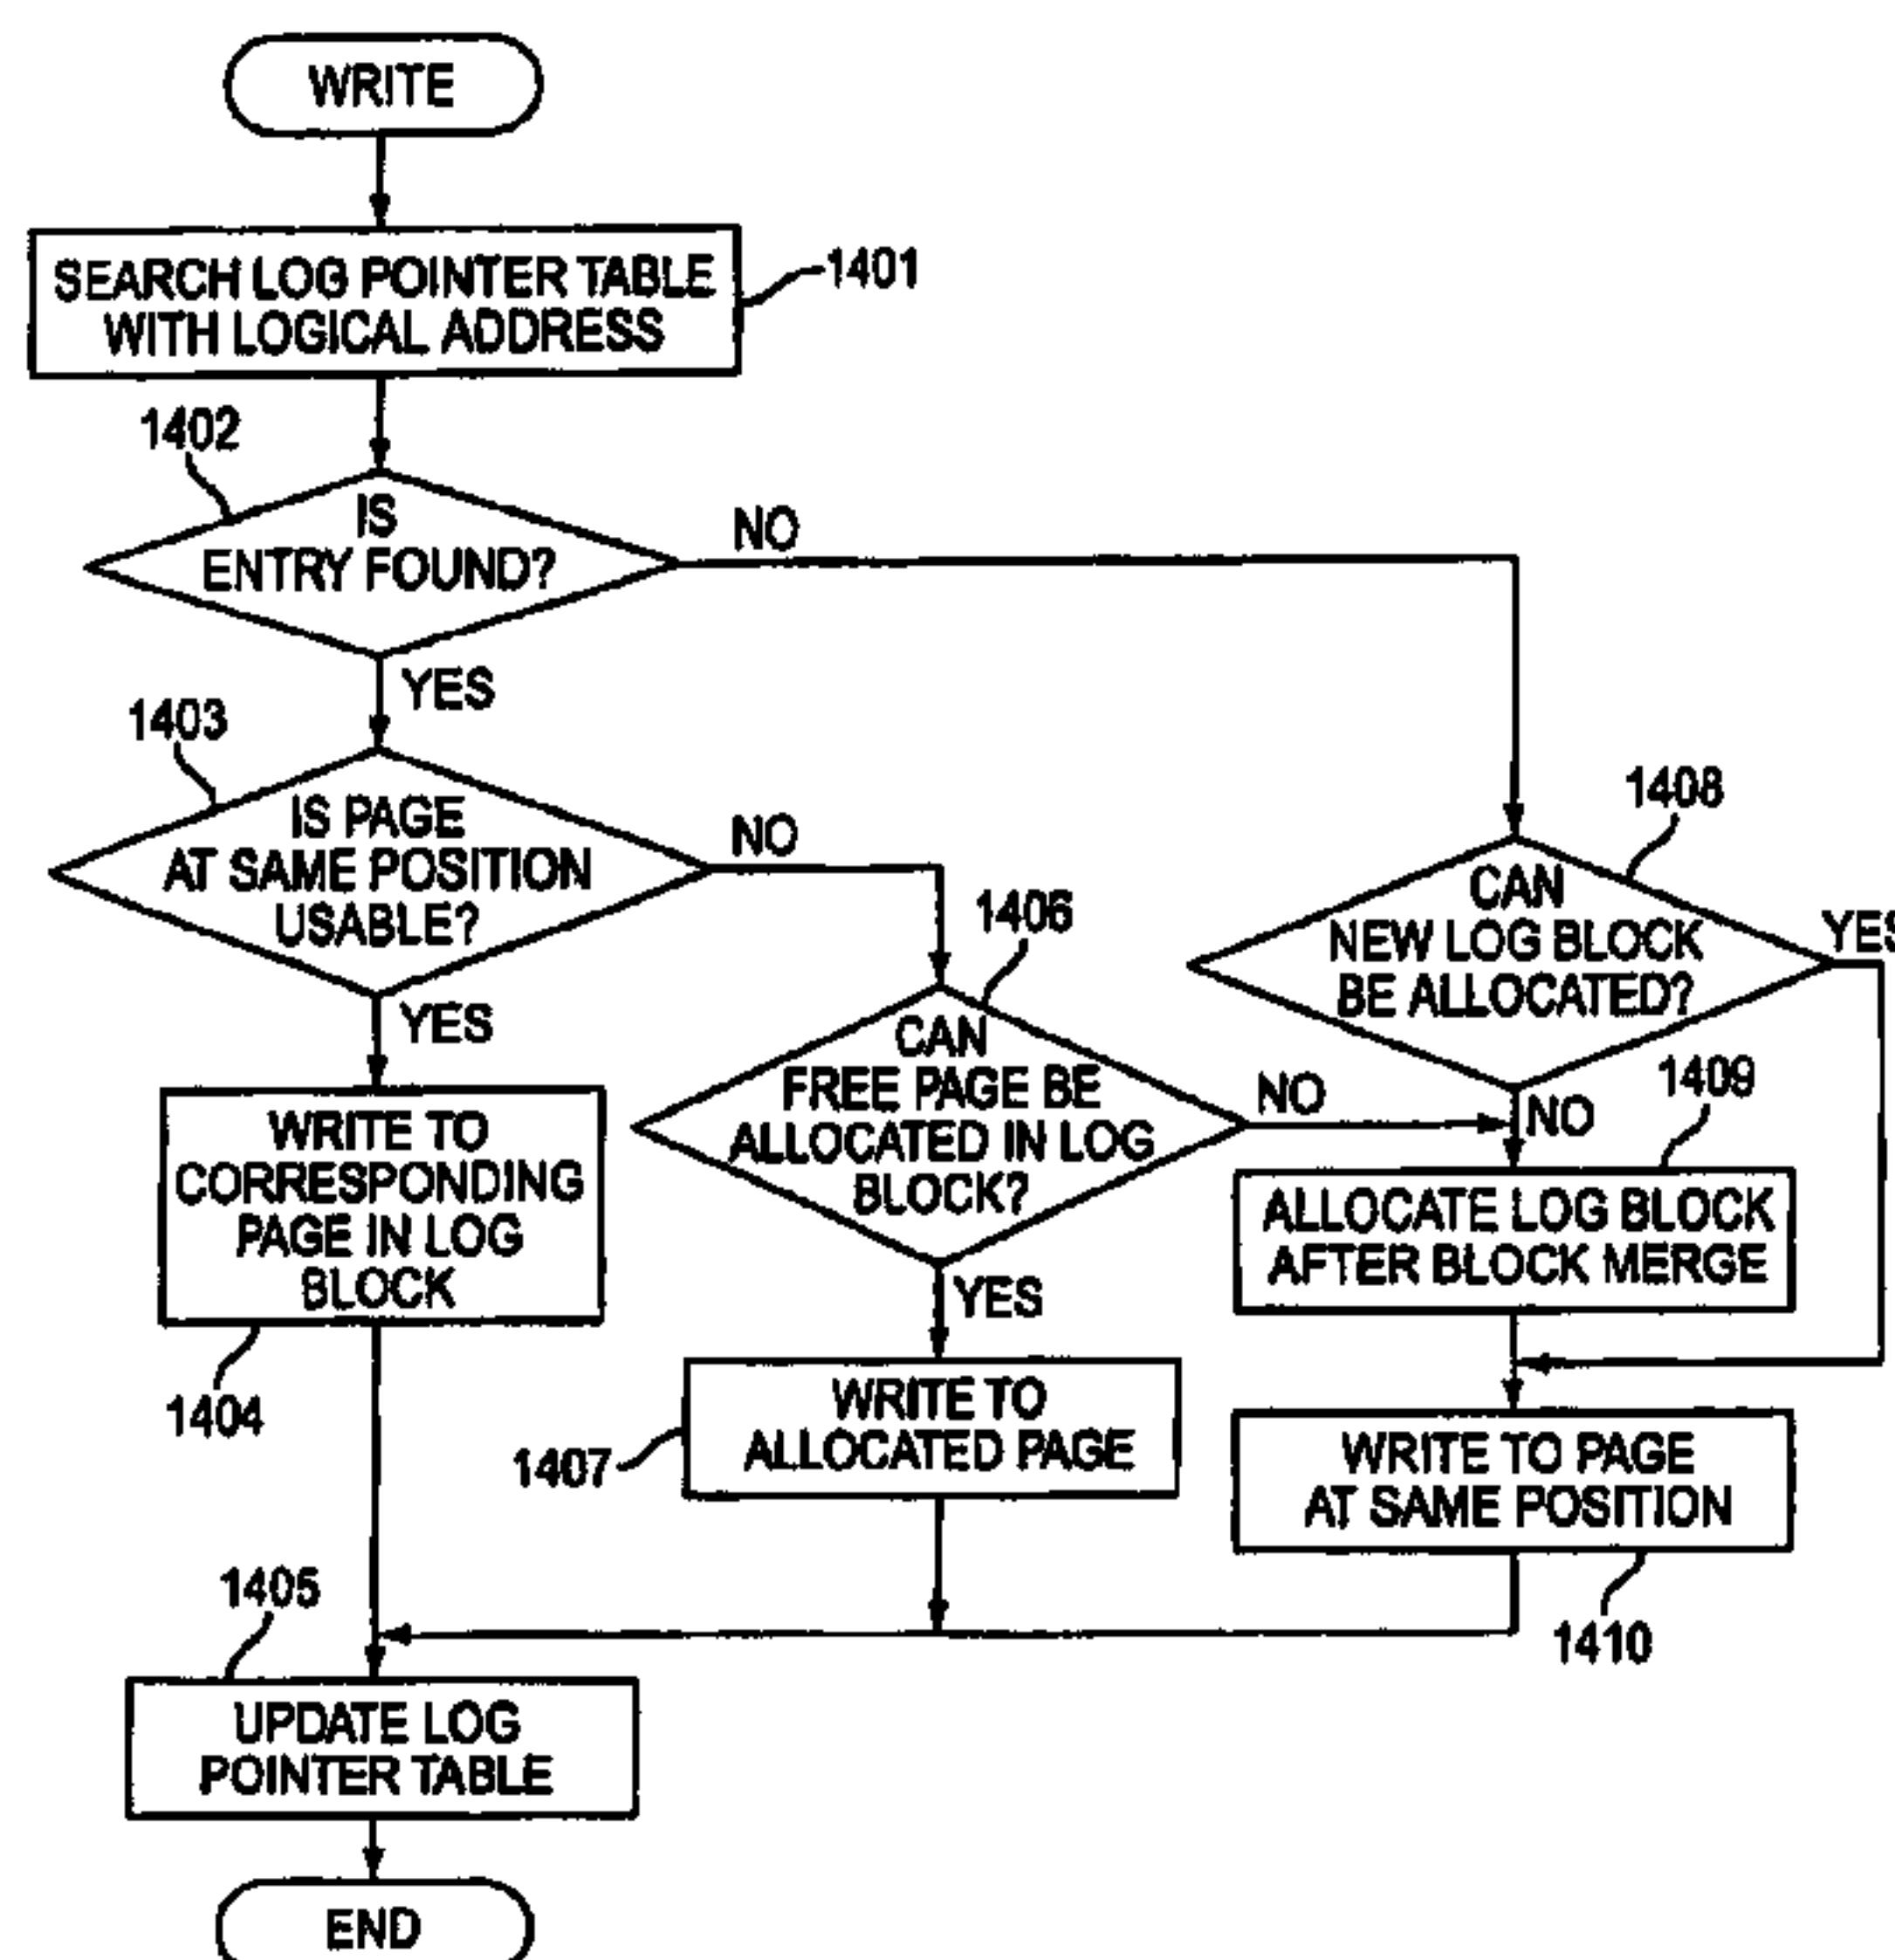 WRITE
SEARCH LOG POINTER TABLE
WITH LOGICAL ADDRESS
1401
1402
IS
ENTRY FOUND?
NO
YES
1403
IS PAGE
AT SAME POSITION
USABLE?
NO
YES
1404
WRITE TO
CORRESPONDING
PAGE IN LOG
BLOCK
1406
CAN
FREE PAGE BE
ALLOCATED IN LOG
BLOCK?
NO
YES
1407
WRITE TO
ALLOCATED PAGE
1408
CAN
NEW LOG BLOCK
BE ALLOCATED?
YES
NO
1409
ALLOCATE LOG BLOCK
AFTER BLOCK MERGE
WRITE TO PAGE
AT SAME POSITION
1410
1405
UPDATE LOG
POINTER TABLE
END